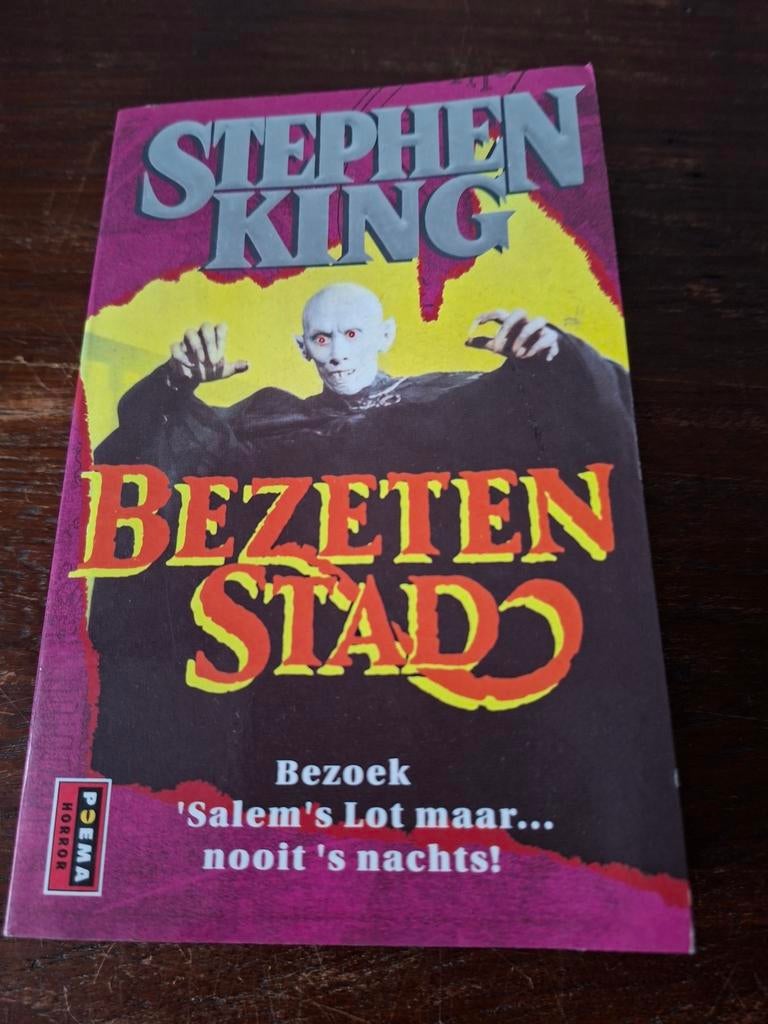 STEPHEN
KING
BEZETEN
STAD
Bezoek
'Salem's Lot maar...
nooit 's nachts!
POEMA
HORROR